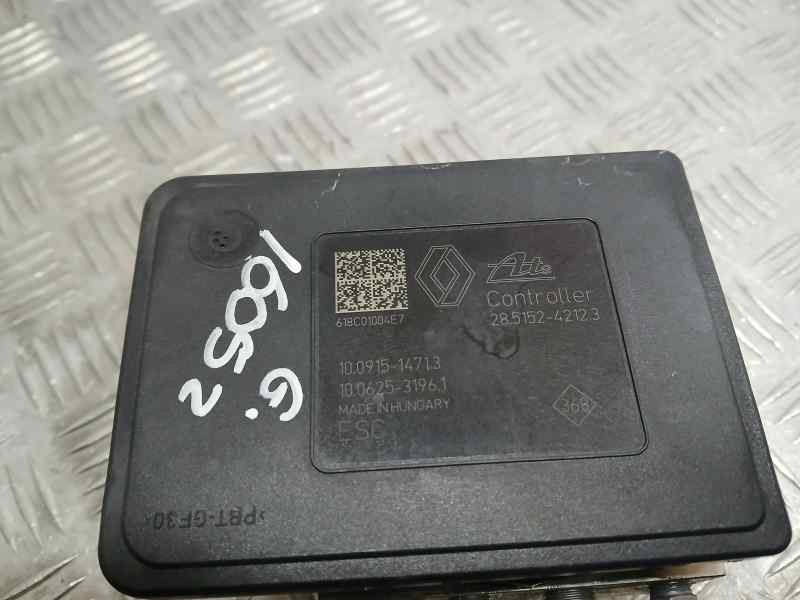 Ate
Controller
28.5152-4212.3
618C01004E7
10.0915-1471.3
10.0625-3196.1
MADE IN HUNGARY
ESC
368
>PBT-GF30<